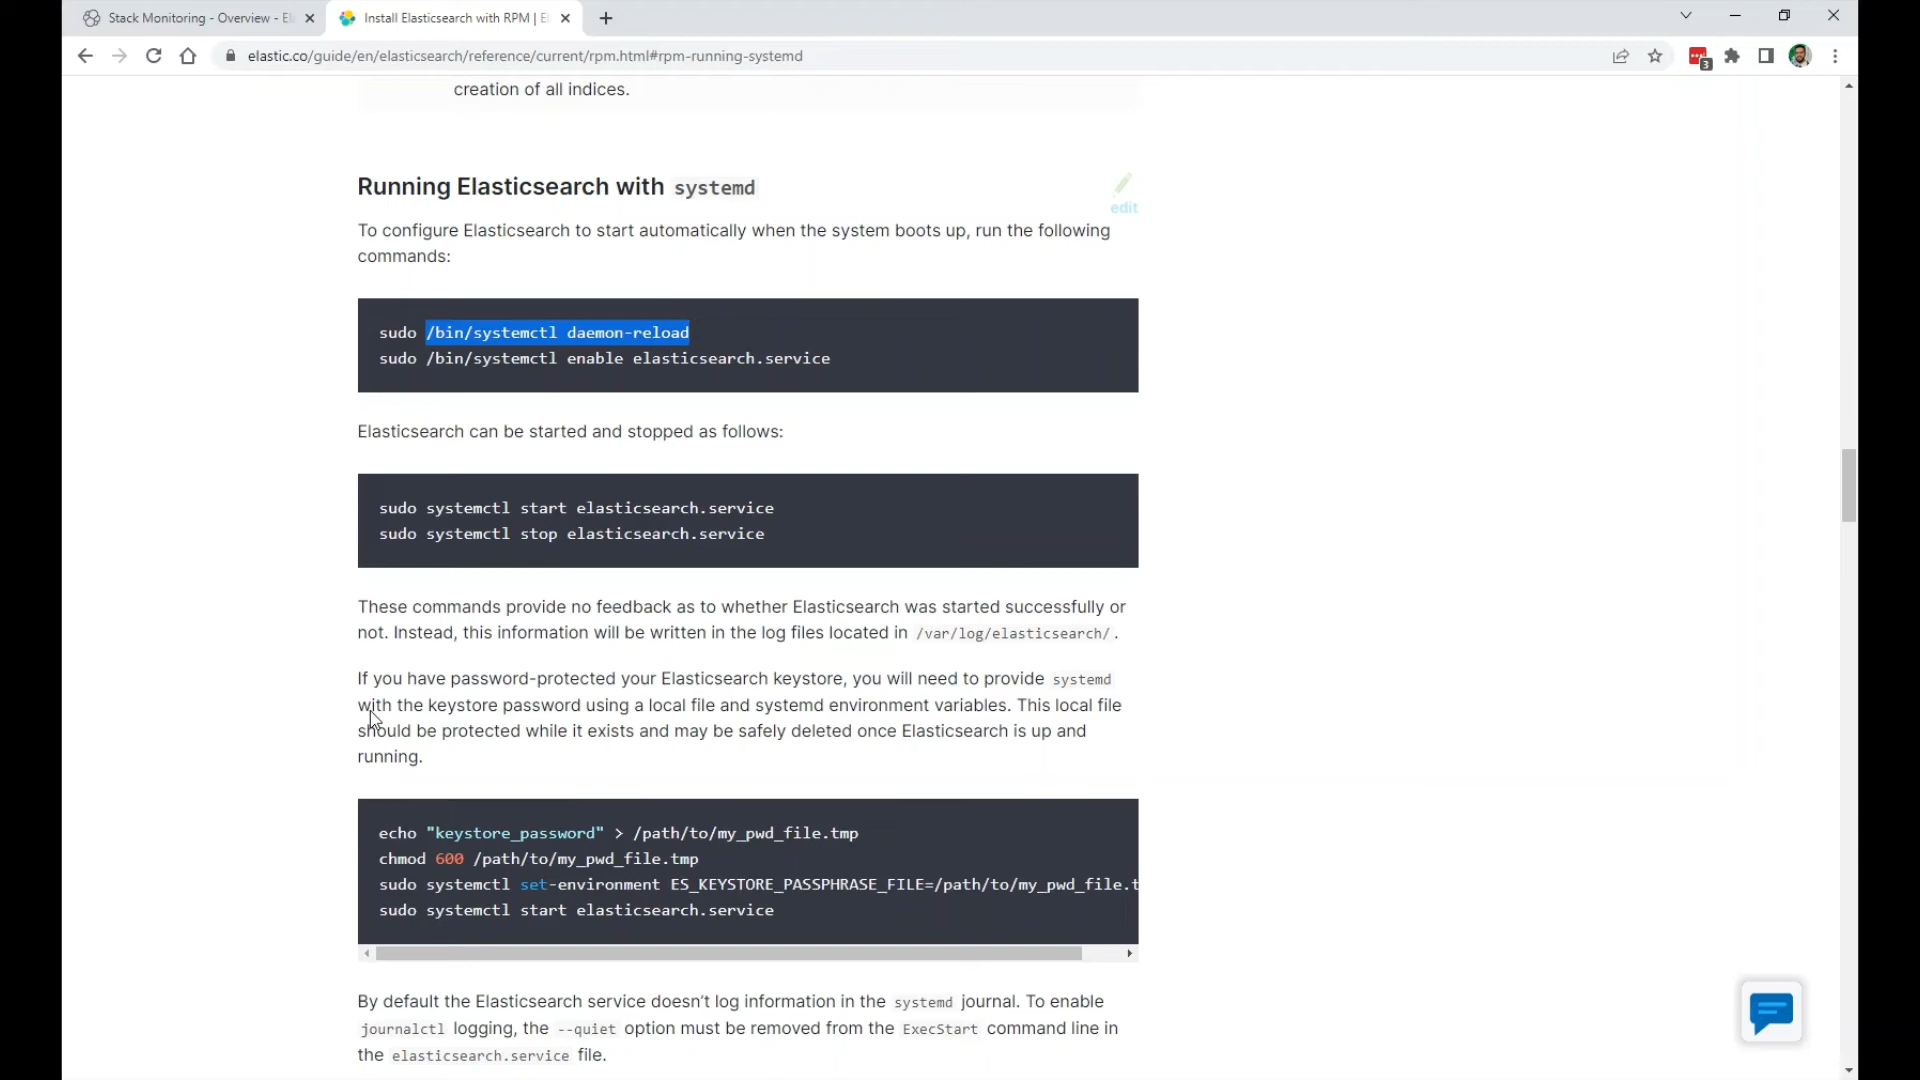 Stack Monitoring - Overview - El
Install Elasticsearch with RPM | E
elastic.co/guide/en/elasticsearch/reference/current/rpm.html#rpm-running-systemd
3
creation of all indices.
Running Elasticsearch with systemd
edit
To configure Elasticsearch to start automatically when the system boots up, run the following
commands:
sudo /bin/systemctl daemon-reload
sudo /bin/systemctl enable elasticsearch.service
Elasticsearch can be started and stopped as follows:
sudo systemctl start elasticsearch.service
sudo systemctl stop elasticsearch.service
These commands provide no feedback as to whether Elasticsearch was started successfully or
not. Instead, this information will be written in the log files located in /var/log/elasticsearch/ .
If you have password-protected your Elasticsearch keystore, you will need to provide systemd
with the keystore password using a local file and systemd environment variables. This local file
should be protected while it exists and may be safely deleted once Elasticsearch is up and
running.
echo "keystore_password" > /path/to/my_pwd_file.tmp
chmod 600 /path/to/my_pwd_file.tmp
sudo systemctl set-environment ES_KEYSTORE_PASSPHRASE_FILE=/path/to/my_pwd_file.t
sudo systemctl start elasticsearch.service
By default the Elasticsearch service doesn’t log information in the systemd journal. To enable
journalctl logging, the --quiet option must be removed from the ExecStart command line in
the elasticsearch.service file.